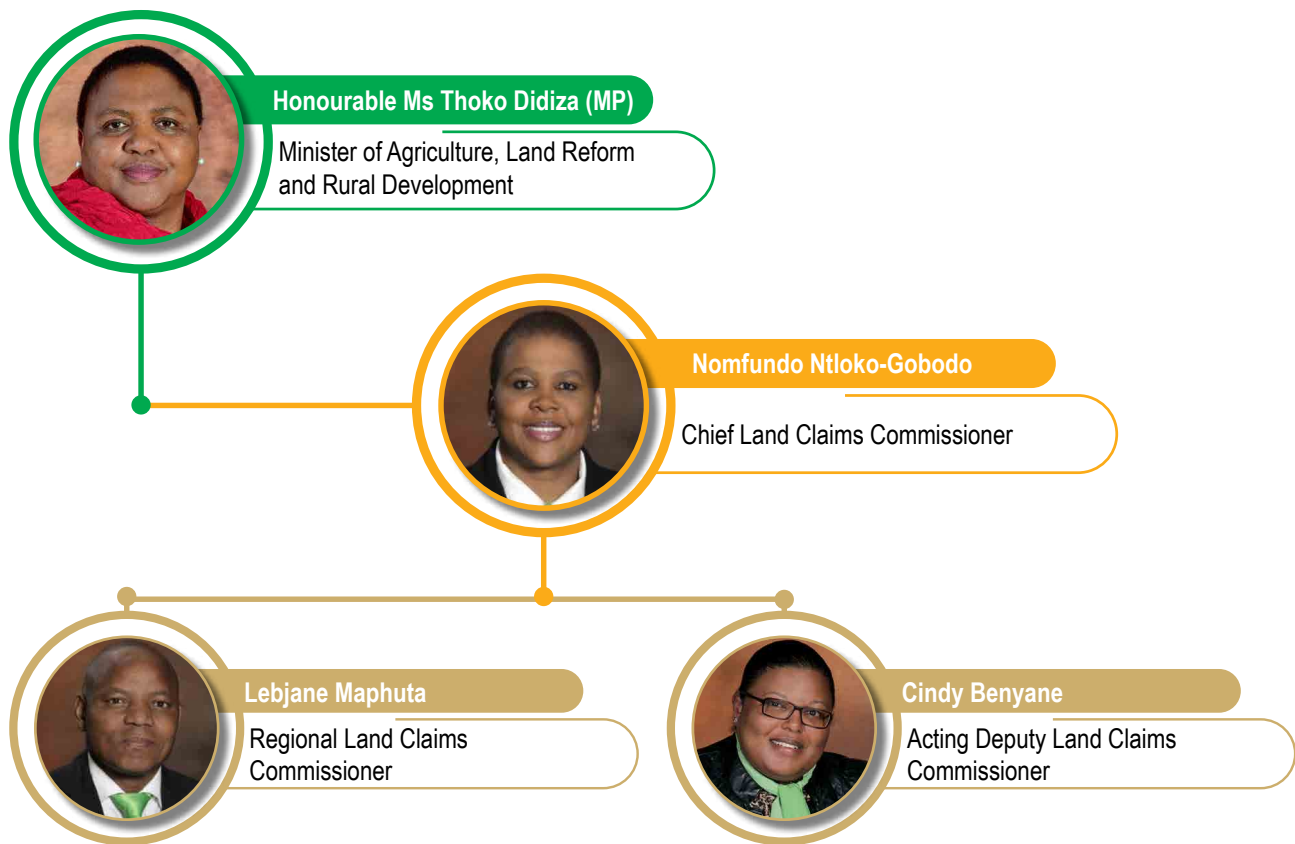 Honourable Ms Thoko Didiza (MP)
Minister of Agriculture, Land Reform
and Rural Development
Nomfundo Ntloko-Gobodo
Chief Land Claims Commissioner
Lebjane Maphuta
Regional Land Claims
Commissioner
Cindy Benyane
Acting Deputy Land Claims
Commissioner